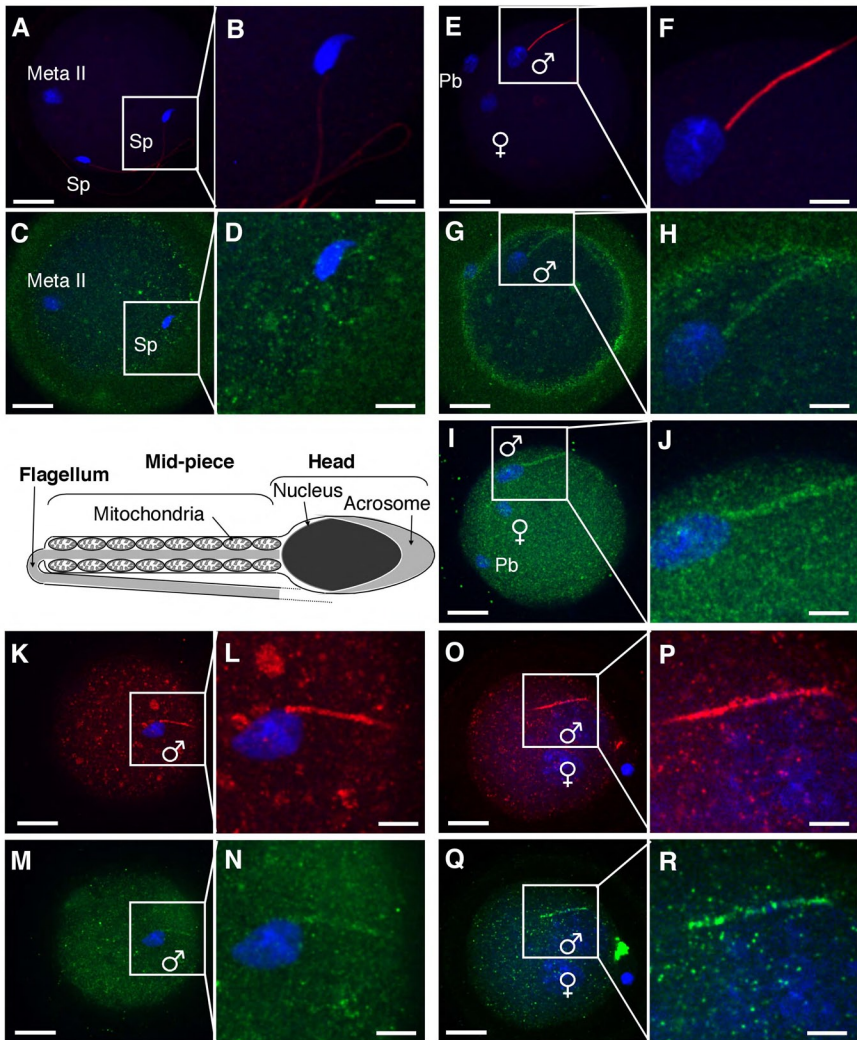 A
B
Meta II
Sp
Sp
E
F
Pb
♂
♀
C
D
Meta II
Sp
G
H
♂
Mid-piece
Head
Flagellum
Nucleus
Acrosome
Mitochondria
I
J
♂
♀
Pb
K
L
♂
O
P
♂
♀
M
N
♂
Q
R
♂
♀